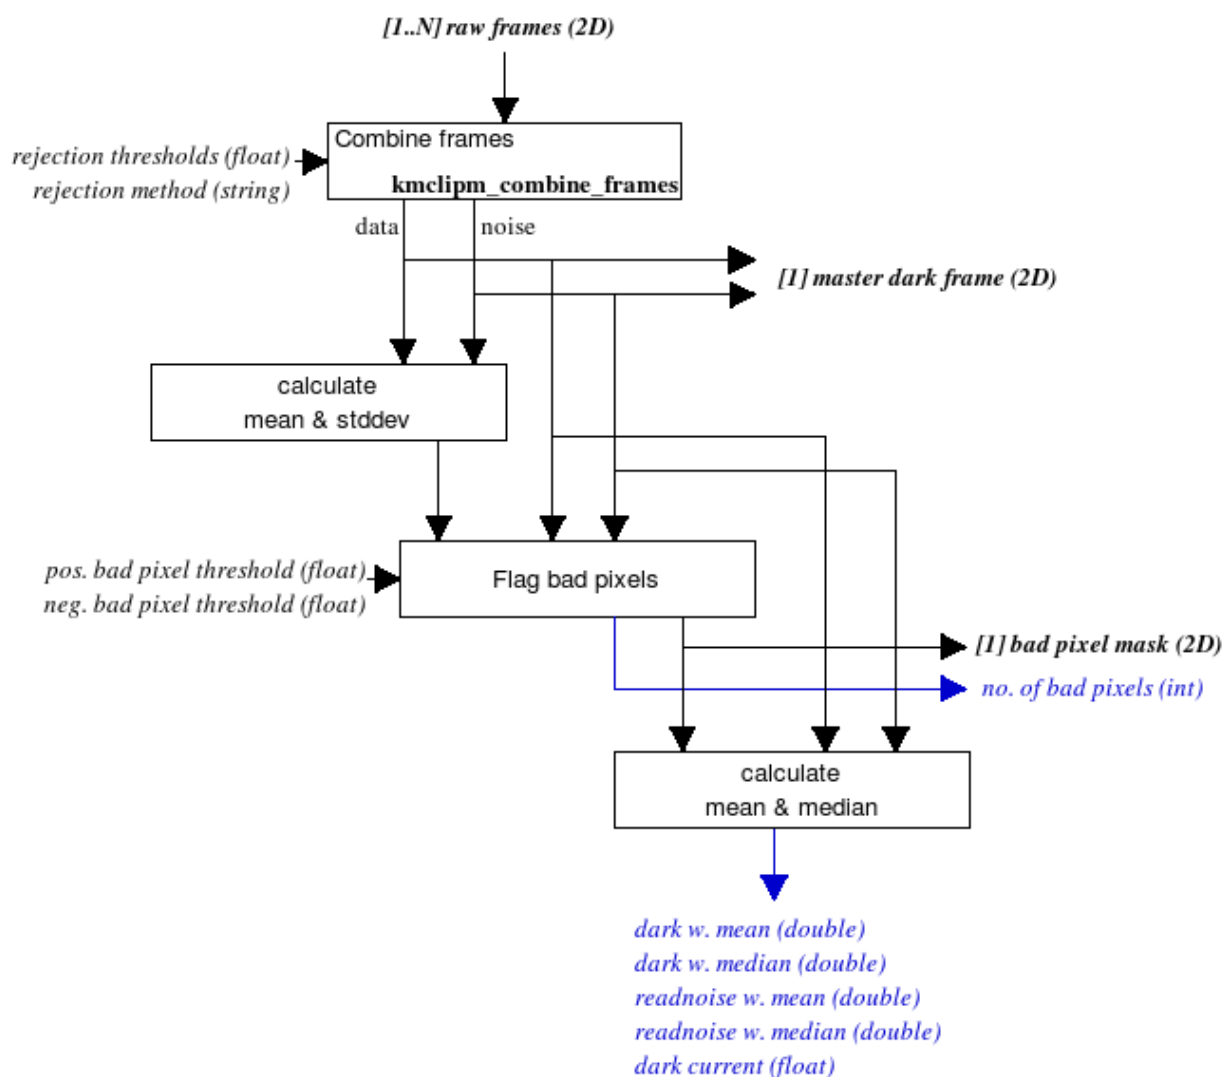 [1..N] raw frames (2D)
Combine frames
rejection thresholds (float)
rejection method (string)
kmclipm_combine_frames
data
noise
[1] master dark frame (2D)
calculate
mean & stddev
pos. bad pixel threshold (float)
neg. bad pixel threshold (float)
Flag bad pixels
[1] bad pixel mask (2D)
no. of bad pixels (int)
calculate
mean & median
dark w. mean (double)
dark w. median (double)
readnoise w. mean (double)
readnoise w. median (double)
dark current (float)